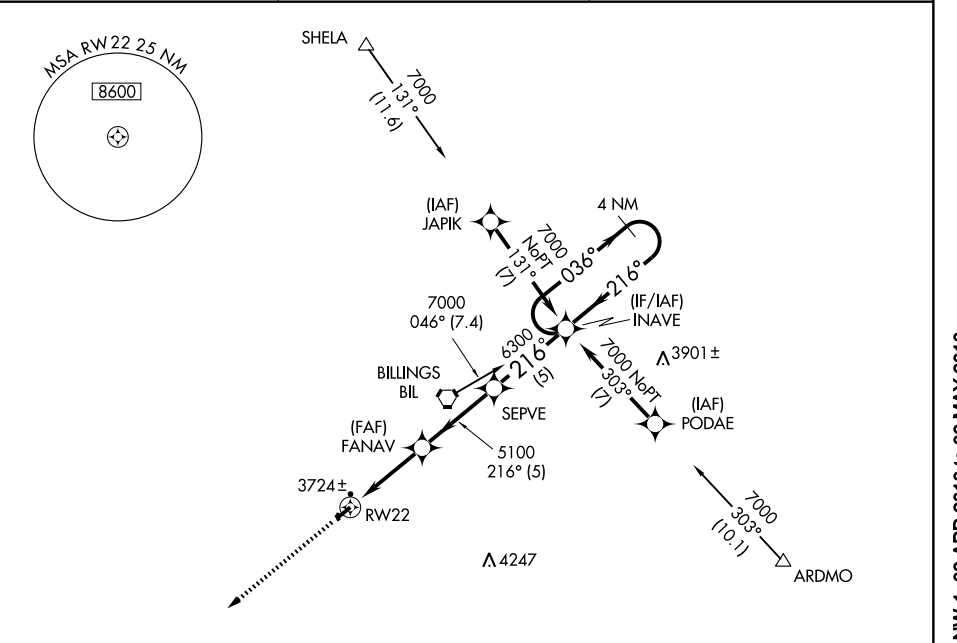 MSA RW22 25 NM
8600
SHELA
7000
131°
(11.6)
(IAF)
JAPIK
7000
NoPT
131°
(7)
4 NM
036°
216°
(IF/IAF)
INAVE
7000
046° (7.4)
6300
216°
(5)
BILLINGS
BIL
SEPVE
7000 NoPT
303°
(7)
3901±
(IAF)
PODAE
(FAF)
FANAV
5100
216° (5)
3724±
RW22
4247
7000
303°
(10.1)
ARDMO